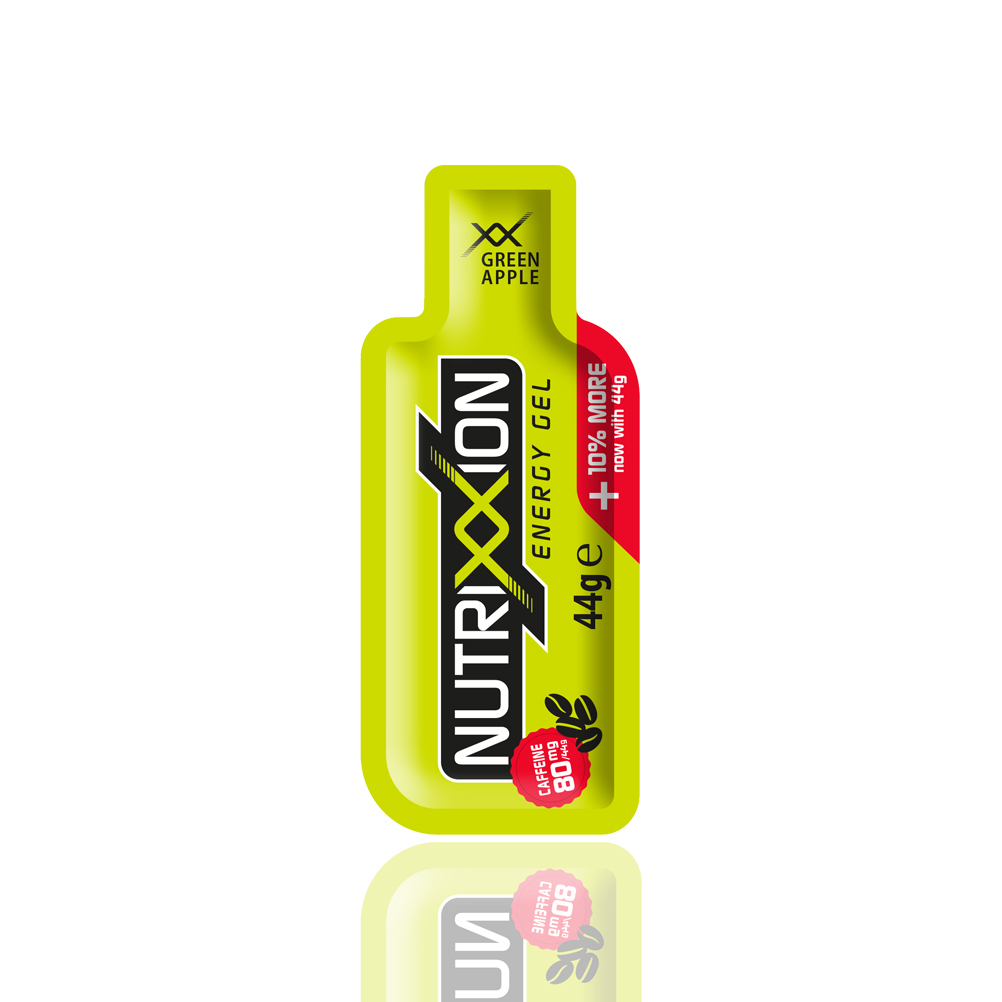 GREEN
APPLE
NUTRIXXION
ENERGY GEL
+ 10% MORE
now with 44g
44g ℮
CAFFEINE
80 mg
/44g